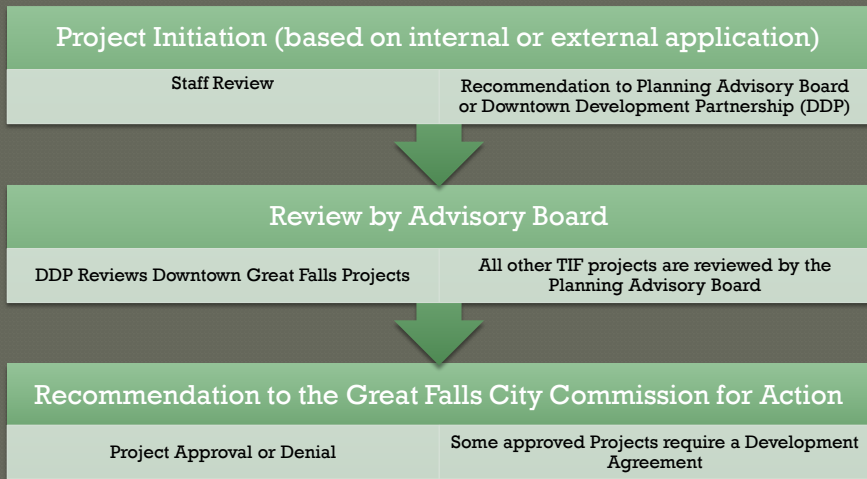 Project Initiation (based on internal or external application)
Staff Review
Recommendation to Planning Advisory Board
or Downtown Development Partnership (DDP)
Review by Advisory Board
DDP Reviews Downtown Great Falls Projects
All other TIF projects are reviewed by the
Planning Advisory Board
Recommendation to the Great Falls City Commission for Action
Project Approval or Denial
Some approved Projects require a Development
Agreement